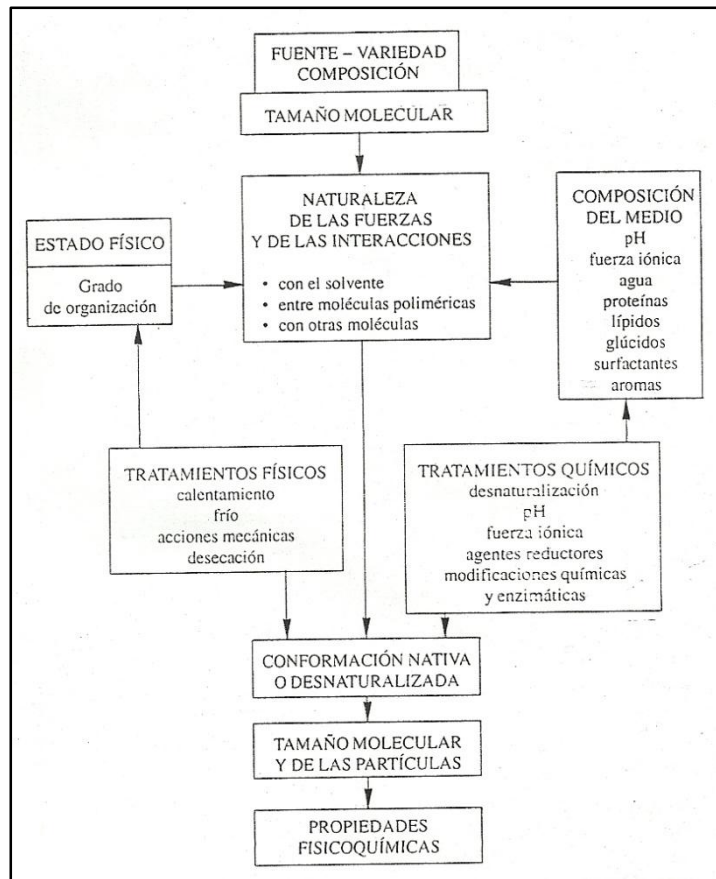 FUENTE – VARIEDAD
COMPOSICIÓN
TAMAÑO MOLECULAR
NATURALEZA
DE LAS FUERZAS
Y DE LAS INTERACCIONES
• con el solvente
• entre moléculas poliméricas
• con otras moléculas
ESTADO FÍSICO
Grado
de organización
COMPOSICIÓN
DEL MEDIO
pH
fuerza iónica
agua
proteínas
lípidos
glúcidos
surfactantes
aromas
TRATAMIENTOS FÍSICOS
calentamiento
frío
acciones mecánicas
desecación
TRATAMIENTOS QUÍMICOS
desnaturalización
pH
fuerza iónica
agentes reductores
modificaciones químicas
y enzimáticas
CONFORMACIÓN NATIVA
O DESNATURALIZADA
TAMAÑO MOLECULAR
Y DE LAS PARTÍCULAS
PROPIEDADES
FISICOQUÍMICAS